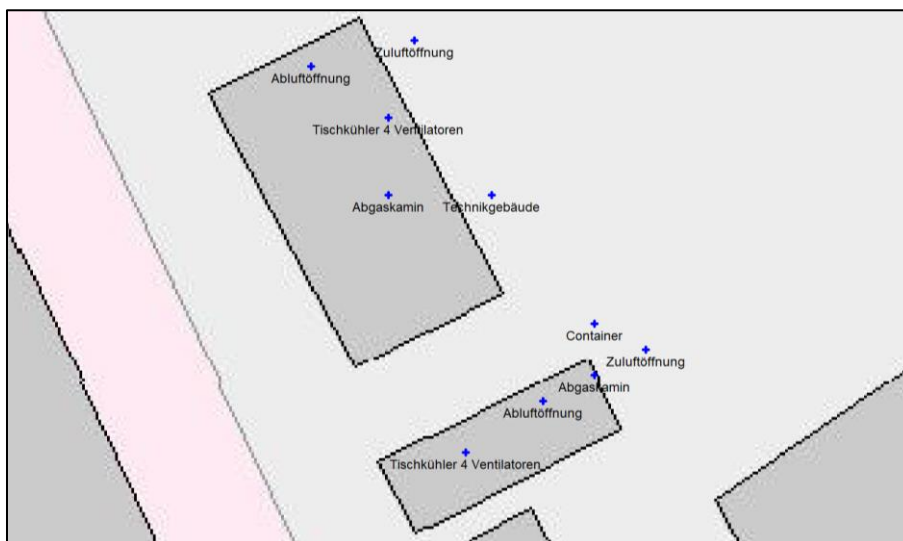 Zuluftöffnung
Abluftöffnung
Tischkühler 4 Ventilatoren
Abgaskamin
Technikgebäude
Container
Zuluftöffnung
Abgaskamin
Abluftöffnung
Tischkühler 4 Ventilatoren